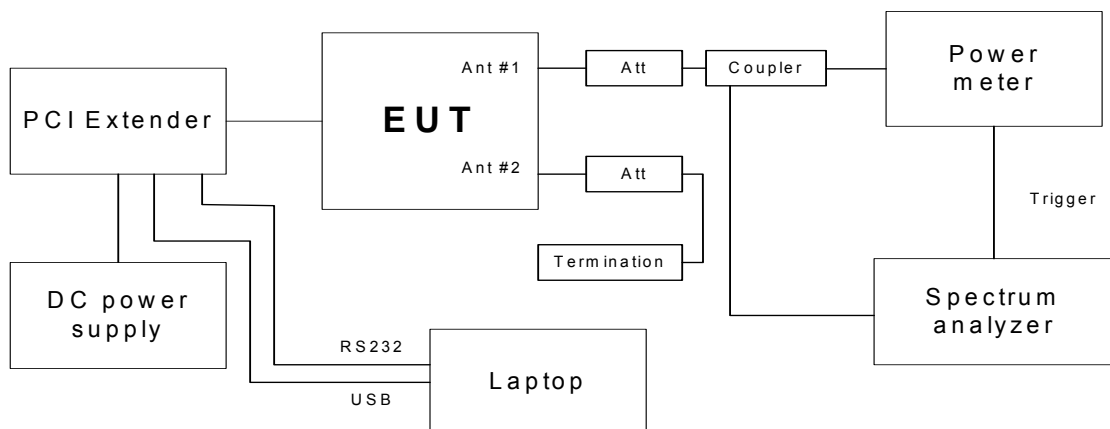 Ant #1
Att
Coupler
Power
meter
PCI Extender
EUT
Ant #2
Att
Trigger
Termination
DC power
supply
Spectrum
analyzer
RS232
USB
Laptop